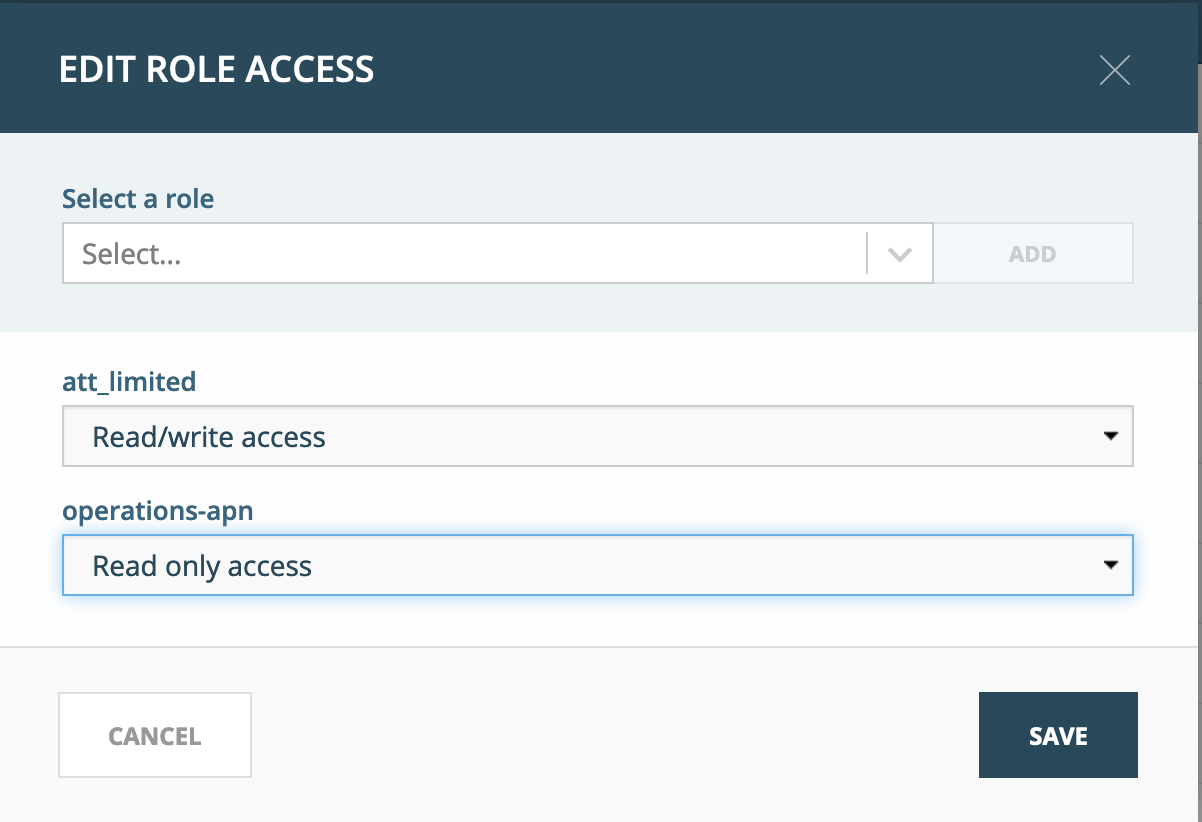 EDIT ROLE ACCESS
Select a role
Select...
ADD
att_limited
Read/write access
operations-apn
Read only access
CANCEL
SAVE